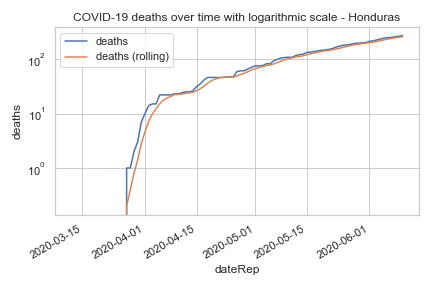 COVID-19 deaths over time with logarithmic scale - Honduras
deaths
deaths (rolling)
10²
10¹
10⁰
deaths
2020-03-15
2020-04-01
2020-04-15
2020-05-01
2020-05-15
2020-06-01
dateRep